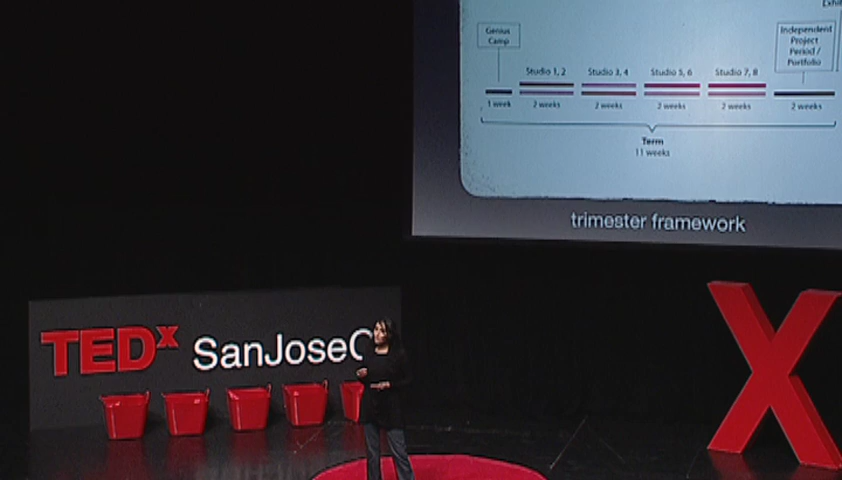 Exhi
Genius
Camp
Independent
Project
Period /
Portfolio
Studio 1, 2
Studio 3, 4
Studio 5, 6
Studio 7, 8
1 week
2 weeks
2 weeks
2 weeks
2 weeks
2 weeks
Term
11 weeks
trimester framework
TEDx
SanJoseC
X